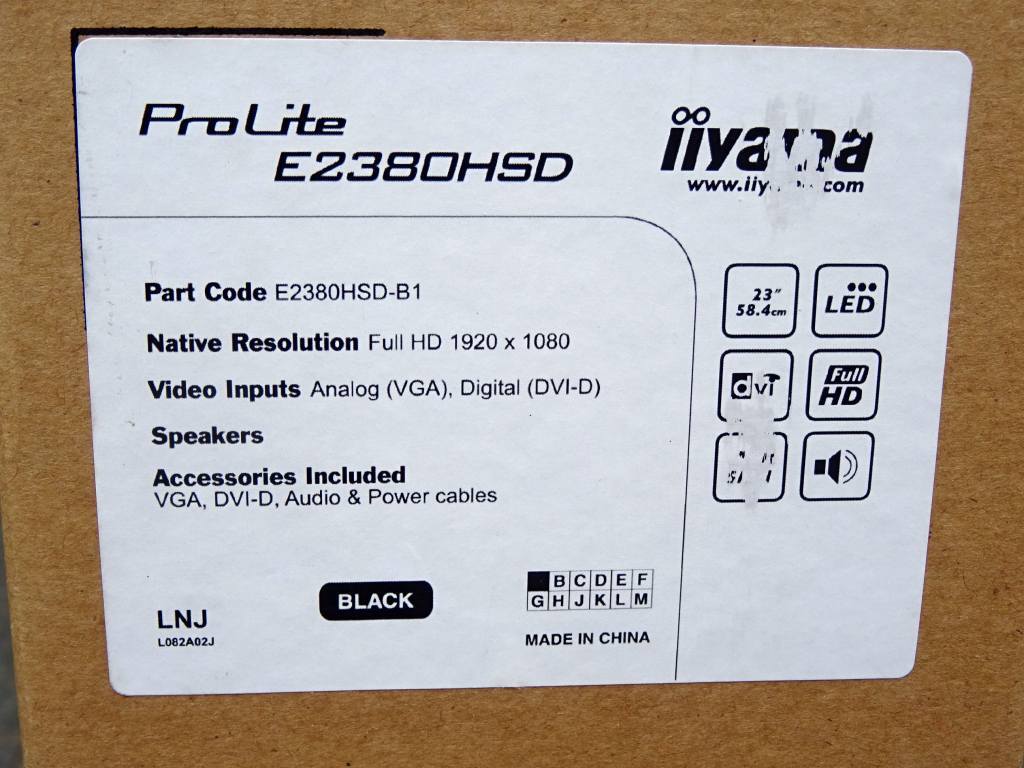 ProLite
E2380HSD
iiyama
Part Code E2380HSD-B1
Native Resolution Full HD 1920 x 1080
Video Inputs Analog (VGA), Digital (DVI-D)
Speakers
Accessories Included
VGA, DVI-D, Audio & Power cables
23"
58.4cm
LED
DVI
Full
HD
LNJ
L082A02J
BLACK
B C D E F
G H J K L M
MADE IN CHINA